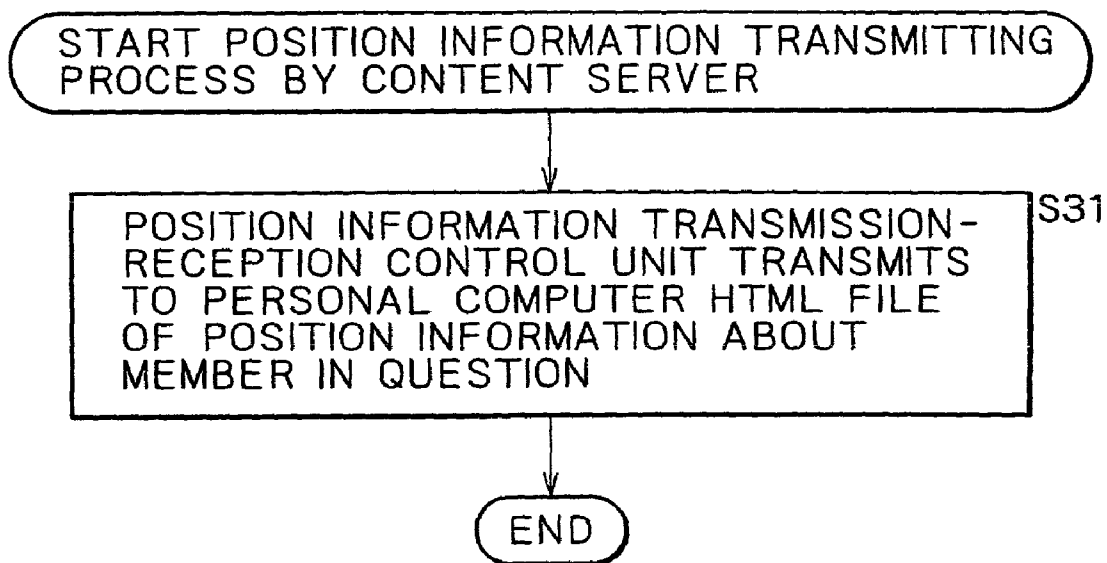 START POSITION INFORMATION TRANSMITTING
PROCESS BY CONTENT SERVER
S31
POSITION INFORMATION TRANSMISSION-
RECEPTION CONTROL UNIT TRANSMITS
TO PERSONAL COMPUTER HTML FILE
OF POSITION INFORMATION ABOUT
MEMBER IN QUESTION
END